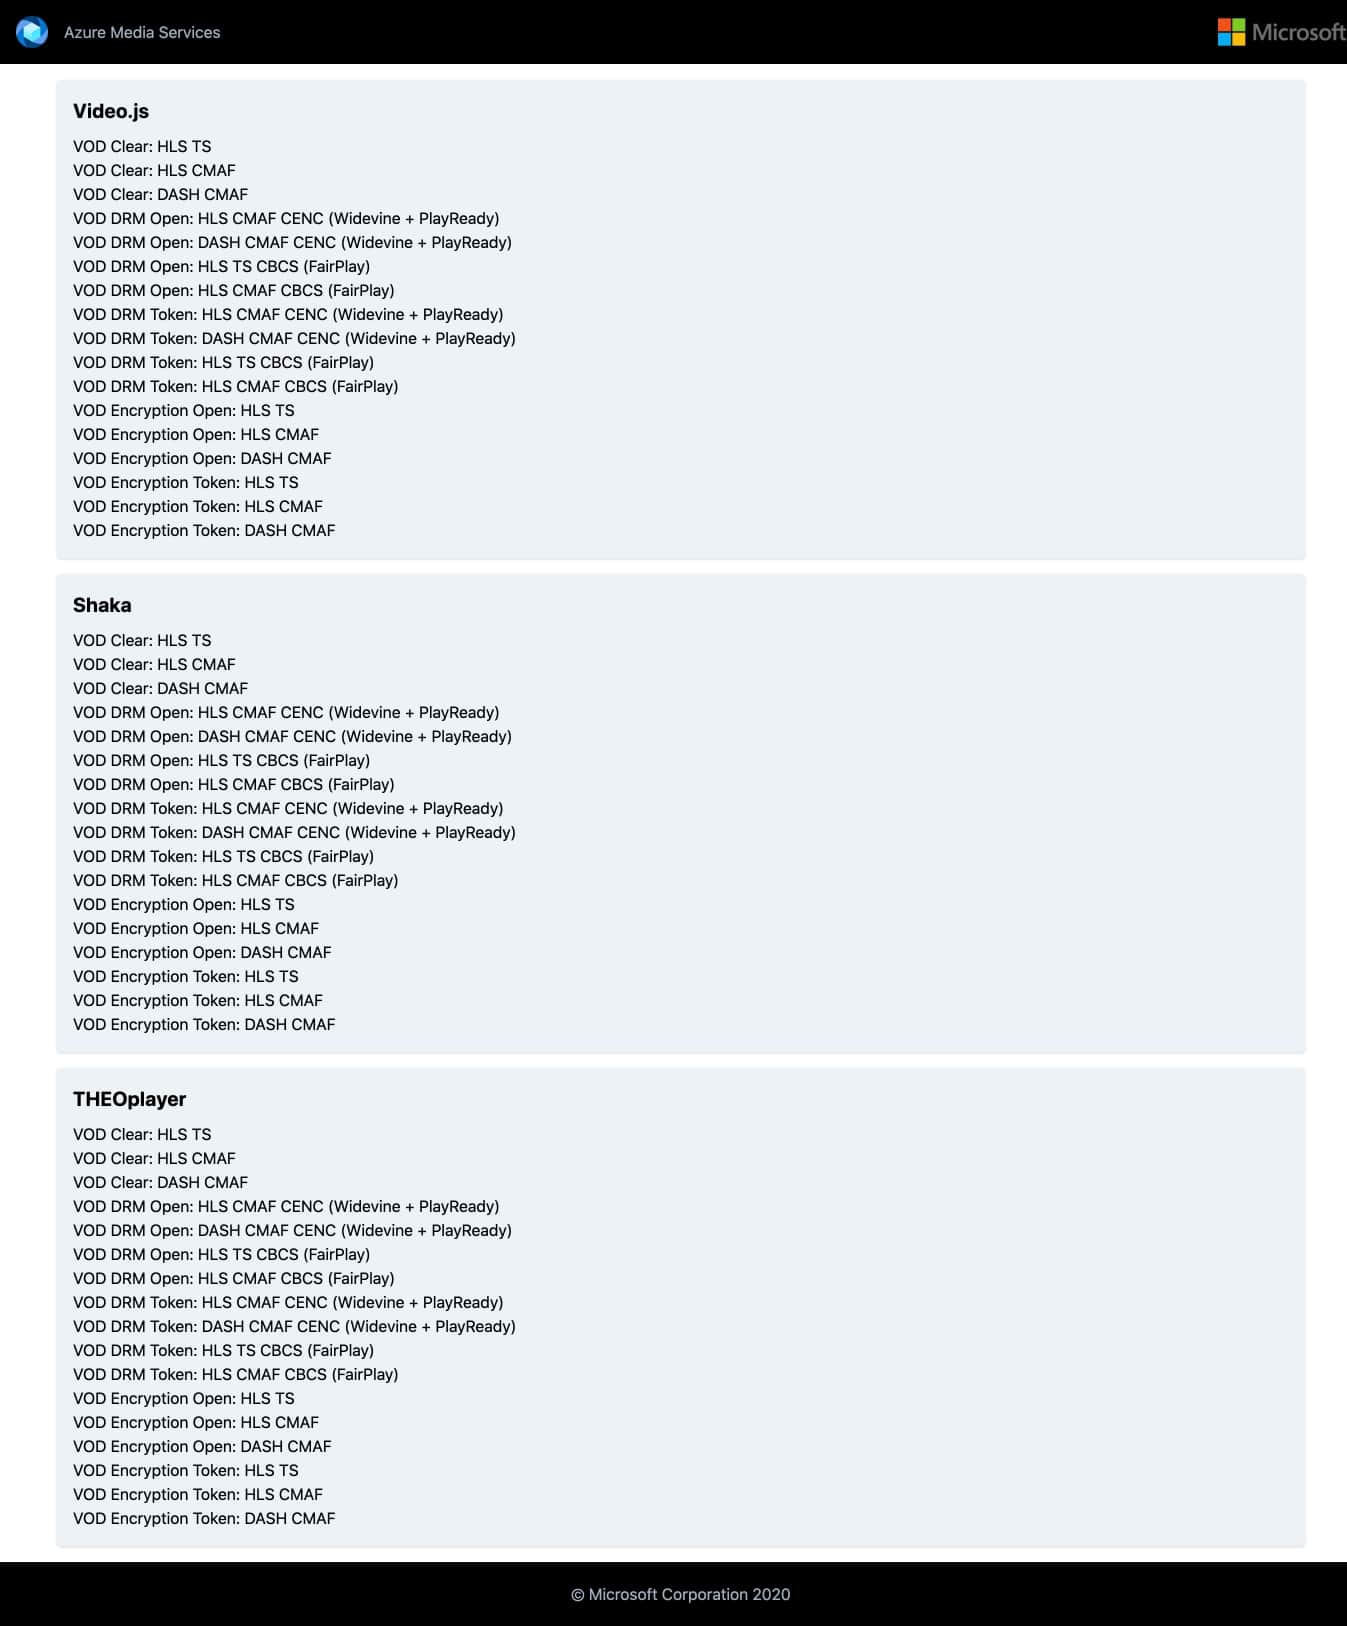 Azure Media Services
Microsoft
Video.js
VOD Clear: HLS TS
VOD Clear: HLS CMAF
VOD Clear: DASH CMAF
VOD DRM Open: HLS CMAF CENC (Widevine + PlayReady)
VOD DRM Open: DASH CMAF CENC (Widevine + PlayReady)
VOD DRM Open: HLS TS CBCS (FairPlay)
VOD DRM Open: HLS CMAF CBCS (FairPlay)
VOD DRM Token: HLS CMAF CENC (Widevine + PlayReady)
VOD DRM Token: DASH CMAF CENC (Widevine + PlayReady)
VOD DRM Token: HLS TS CBCS (FairPlay)
VOD DRM Token: HLS CMAF CBCS (FairPlay)
VOD Encryption Open: HLS TS
VOD Encryption Open: HLS CMAF
VOD Encryption Open: DASH CMAF
VOD Encryption Token: HLS TS
VOD Encryption Token: HLS CMAF
VOD Encryption Token: DASH CMAF
Shaka
VOD Clear: HLS TS
VOD Clear: HLS CMAF
VOD Clear: DASH CMAF
VOD DRM Open: HLS CMAF CENC (Widevine + PlayReady)
VOD DRM Open: DASH CMAF CENC (Widevine + PlayReady)
VOD DRM Open: HLS TS CBCS (FairPlay)
VOD DRM Open: HLS CMAF CBCS (FairPlay)
VOD DRM Token: HLS CMAF CENC (Widevine + PlayReady)
VOD DRM Token: DASH CMAF CENC (Widevine + PlayReady)
VOD DRM Token: HLS TS CBCS (FairPlay)
VOD DRM Token: HLS CMAF CBCS (FairPlay)
VOD Encryption Open: HLS TS
VOD Encryption Open: HLS CMAF
VOD Encryption Open: DASH CMAF
VOD Encryption Token: HLS TS
VOD Encryption Token: HLS CMAF
VOD Encryption Token: DASH CMAF
THEOplayer
VOD Clear: HLS TS
VOD Clear: HLS CMAF
VOD Clear: DASH CMAF
VOD DRM Open: HLS CMAF CENC (Widevine + PlayReady)
VOD DRM Open: DASH CMAF CENC (Widevine + PlayReady)
VOD DRM Open: HLS TS CBCS (FairPlay)
VOD DRM Open: HLS CMAF CBCS (FairPlay)
VOD DRM Token: HLS CMAF CENC (Widevine + PlayReady)
VOD DRM Token: DASH CMAF CENC (Widevine + PlayReady)
VOD DRM Token: HLS TS CBCS (FairPlay)
VOD DRM Token: HLS CMAF CBCS (FairPlay)
VOD Encryption Open: HLS TS
VOD Encryption Open: HLS CMAF
VOD Encryption Open: DASH CMAF
VOD Encryption Token: HLS TS
VOD Encryption Token: HLS CMAF
VOD Encryption Token: DASH CMAF
© Microsoft Corporation 2020